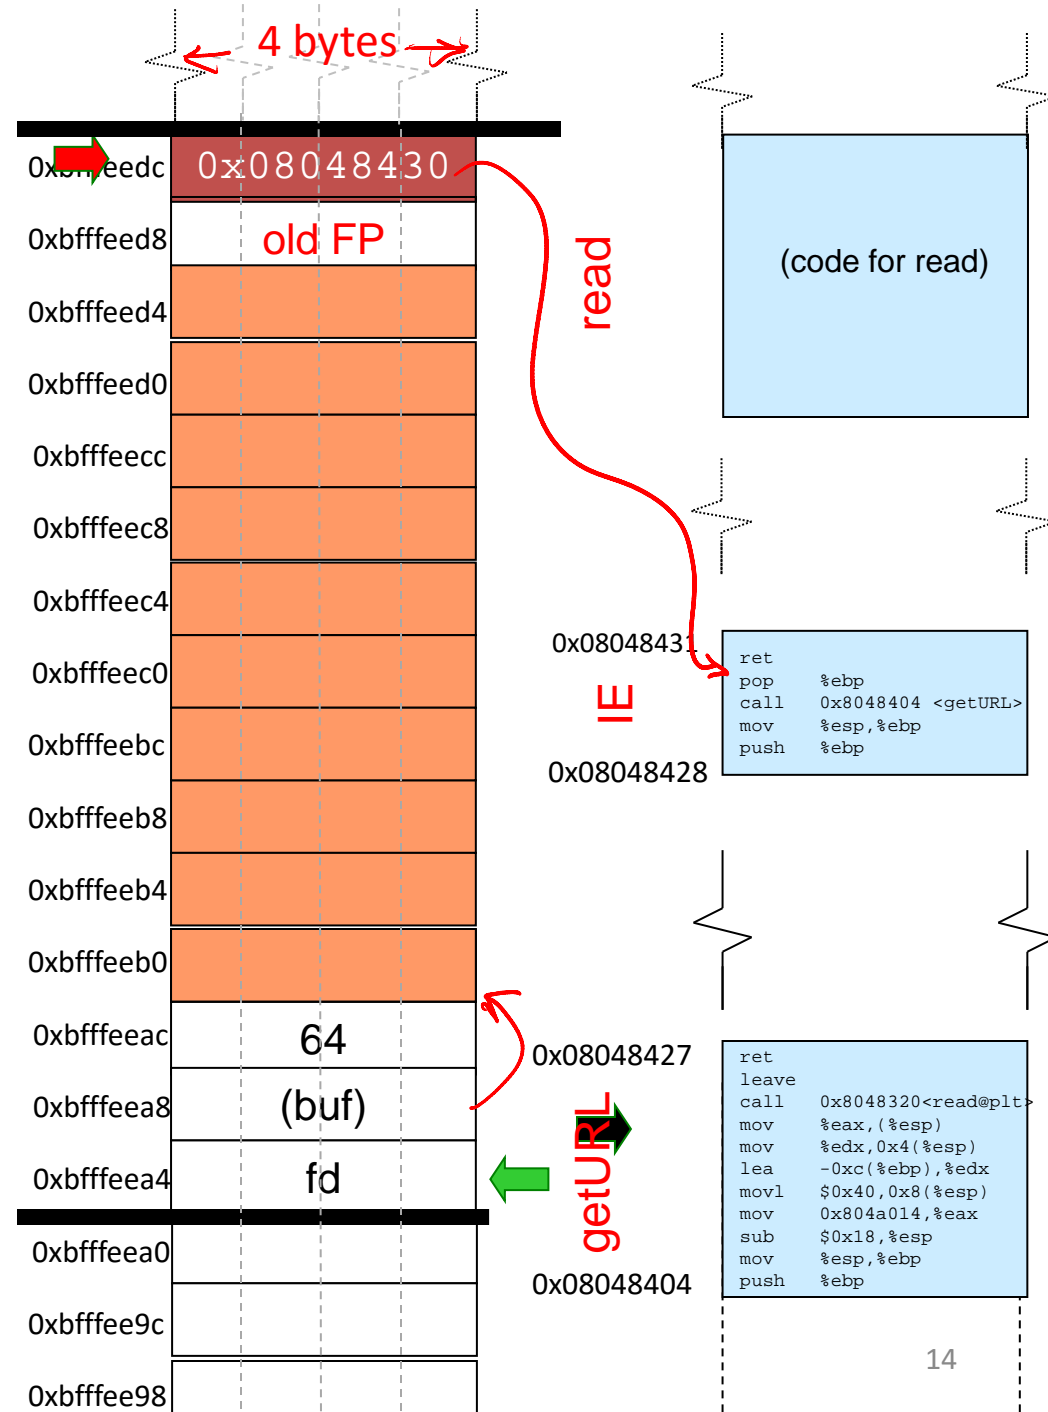 4 bytes
0xbfffeedc
0x08048430
0xbfffeed8
old FP
0xbfffeed4
0xbfffeed0
0xbfffeecc
0xbfffeec8
0xbfffeec4
0xbfffeec0
0xbfffeebc
0xbfffeeb8
0xbfffeeb4
0xbfffeeb0
0xbfffeeac
64
0xbfffeea8
(buf)
0xbfffeea4
fd
0xbfffeea0
0xbfffee9c
0xbfffee98
read
(code for read)
0x08048431
IE
0x08048428
ret
pop %ebp
call 0x8048404 <getURL>
mov %esp,%ebp
push %ebp
0x08048427
getURL
0x08048404
ret
leave
call 0x8048320<read@plt>
mov %eax,(%esp)
mov %edx,0x4(%esp)
lea -0xc(%ebp),%edx
movl $0x40,0x8(%esp)
mov 0x804a014,%eax
sub $0x18,%esp
mov %esp,%ebp
push %ebp
14